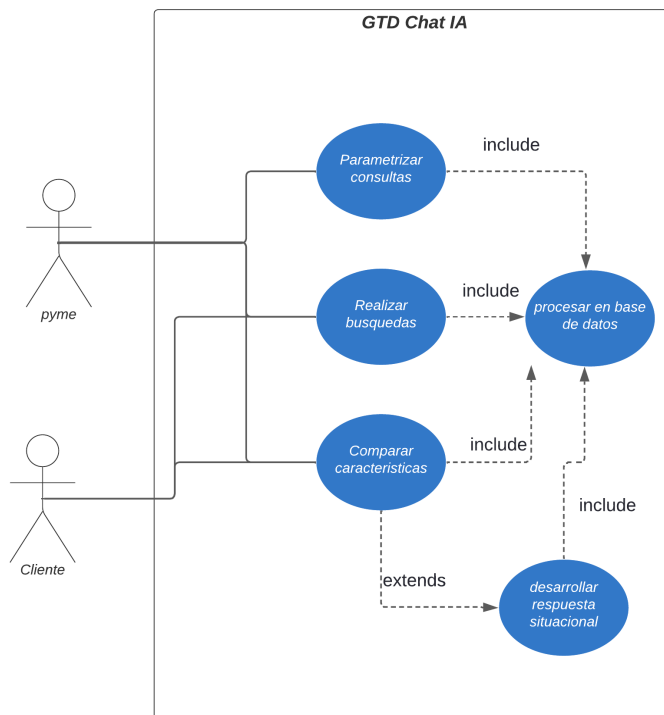 GTD Chat IA
include
Parametrizar
consultas
pyme
include
Realizar
busquedas
procesar en base
de datos
include
Comparar
caracteristicas
include
Cliente
extends
desarrollar
respuesta
situacional